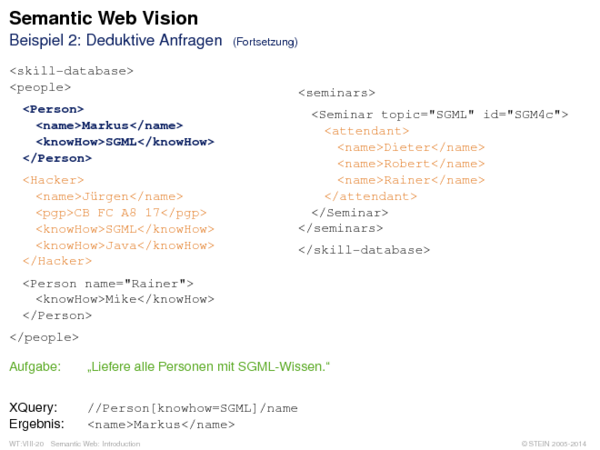 Semantic Web Vision
Beispiel 2: Deduktive Anfragen (Fortsetzung)
<skill-database>
<people>
<Person>
<name>Markus</name>
<knowHow>SGML</knowHow>
</Person>
<Hacker>
<name>Jürgen</name>
<pgp>CB FC A8 17</pgp>
<knowHow>SGML</knowHow>
<knowHow>Java</knowHow>
</Hacker>
<Person name="Rainer">
<knowHow>Mike</knowHow>
</Person>
</people>
<seminars>
<Seminar topic="SGML" id="SGM4c">
<attendant>
<name>Dieter</name>
<name>Robert</name>
<name>Rainer</name>
</attendant>
</Seminar>
</seminars>
</skill-database>
Aufgabe: „Liefere alle Personen mit SGML-Wissen.“
XQuery: //Person[knowhow=SGML]/name
Ergebnis: <name>Markus</name>
WT:VIII-20 Semantic Web: Introduction © STEIN 2005-2014